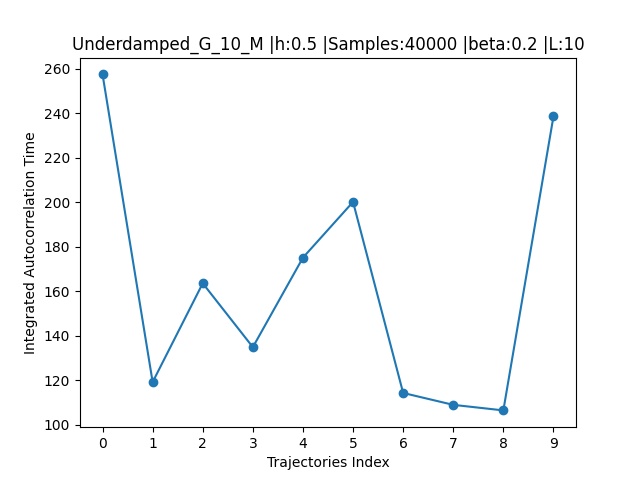 Underdamped_G_10_M |h:0.5 |Samples:40000 |beta:0.2 |L:10
260
240
220
200
180
160
140
120
100
Integrated Autocorrelation Time
0 1 2 3 4 5 6 7 8 9
Trajectories Index